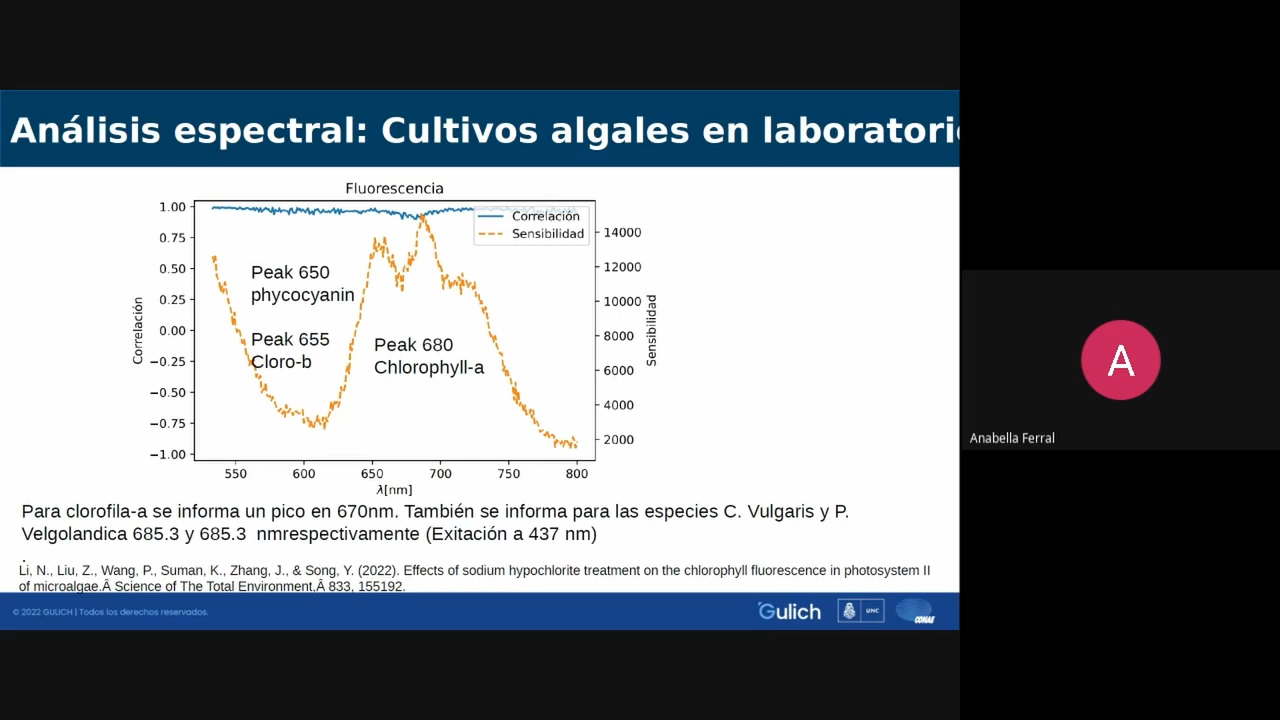 Análisis espectral: Cultivos algales en laboratori
Fluorescencia
Correlación
Sensibilidad
1.00
0.75
0.50
0.25
0.00
−0.25
−0.50
−0.75
−1.00
Correlación
14000
12000
10000
8000
6000
4000
2000
Sensibilidad
Peak 650
phycocyanin
Peak 655
Cloro-b
Peak 680
Chlorophyll-a
550 600 650 700 750 800
λ[nm]
Para clorofila-a se informa un pico en 670nm. También se informa para las especies C. Vulgaris y P.
Velgolandica 685.3 y 685.3 nmrespectivamente (Exitación a 437 nm)
.
Li, N., Liu, Z., Wang, P., Suman, K., Zhang, J., & Song, Y. (2022). Effects of sodium hypochlorite treatment on the chlorophyll fluorescence in photosystem II
of microalgae.Â Science of The Total Environment,Â 833, 155192.
© 2022 GULICH | Todos los derechos reservados.
Gulich
UNC
CONAE
A
Anabella Ferral